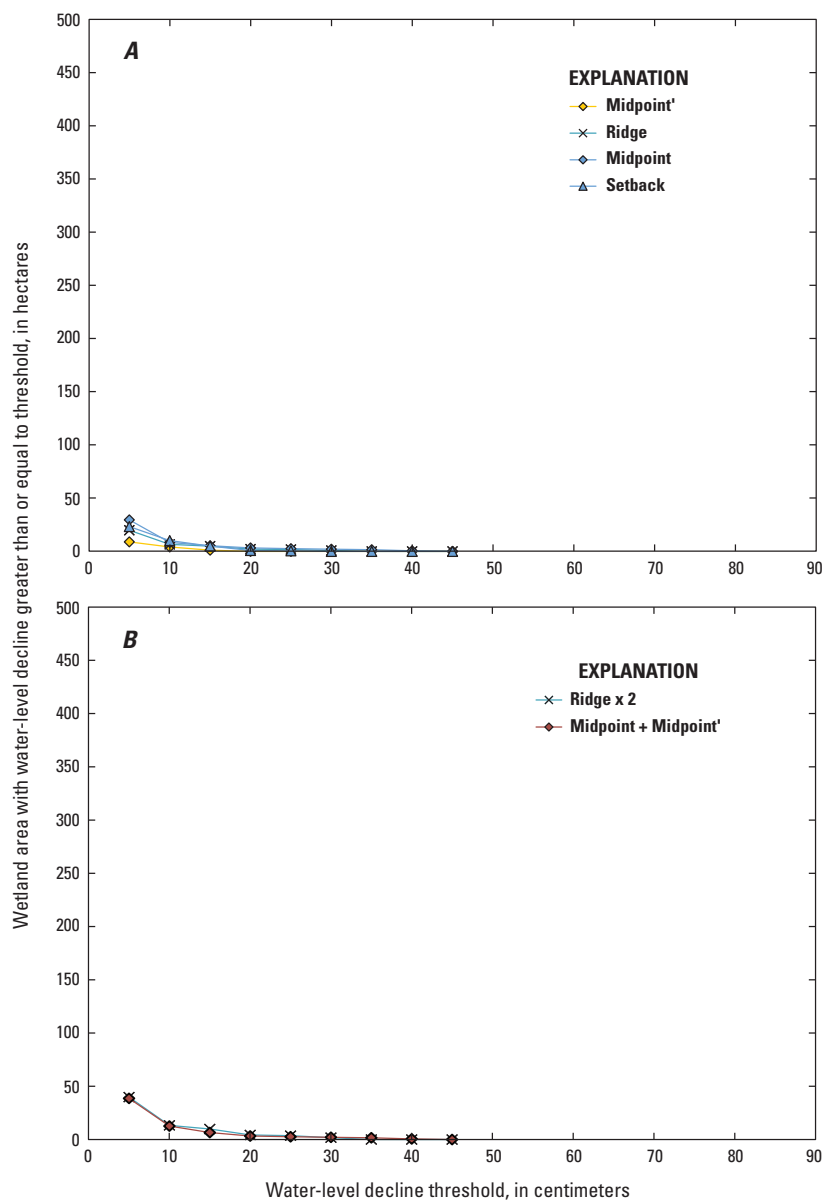 Wetland area with water-level decline greater than or equal to threshold, in hectares
A
500
450
400
350
300
250
200
150
100
50
0
EXPLANATION
Midpoint'
Ridge
Midpoint
Setback
0 10 20 30 40 50 60 70 80 90
B
500
450
400
350
300
250
200
150
100
50
0
EXPLANATION
Ridge x 2
Midpoint + Midpoint'
0 10 20 30 40 50 60 70 80 90
Water-level decline threshold, in centimeters